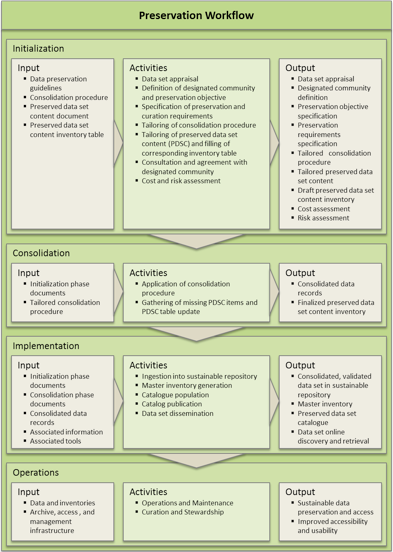 Preservation Workflow
Initialization
Input
• Data preservation
guidelines
• Consolidation procedure
• Preserved data set
content document
• Preserved data set
content inventory table
Activities
• Data set appraisal
• Definition of designated community
and preservation objective
• Specification of preservation and
curation requirements
• Tailoring of consolidation procedure
• Tailoring of preserved data set
content (PDSC) and filling of
corresponding inventory table
• Consultation and agreement with
designated community
• Cost and risk assessment
Output
• Data set appraisal
• Designated community
definition
• Preservation objective
specification
• Preservation
requirements
specification
• Tailored consolidation
procedure
• Tailored preserved data
set content
• Draft preserved data set
content inventory
• Cost assessment
• Risk assessment
Consolidation
Input
• Initialization phase
documents
• Tailored consolidation
procedure
Activities
• Application of consolidation
procedure
• Gathering of missing PDSC items and
PDSC table update
Output
• Consolidated data
records
• Finalized preserved data
set content inventory
Implementation
Input
• Initialization phase
documents
• Consolidation phase
documents
• Consolidated data
records
• Associated information
• Associated tools
Activities
• Ingestion into sustainable repository
• Master inventory generation
• Catalogue population
• Catalog publication
• Data set dissemination
Output
• Consolidated, validated
data set in sustainable
repository
• Master inventory
• Preserved data set
catalogue
• Data set online
discovery and retrieval
Operations
Input
• Data and inventories
• Archive, access , and
management
infrastructure
Activities
• Operations and Maintenance
• Curation and Stewardship
Output
• Sustainable data
preservation and access
• Improved accessibility
and usability